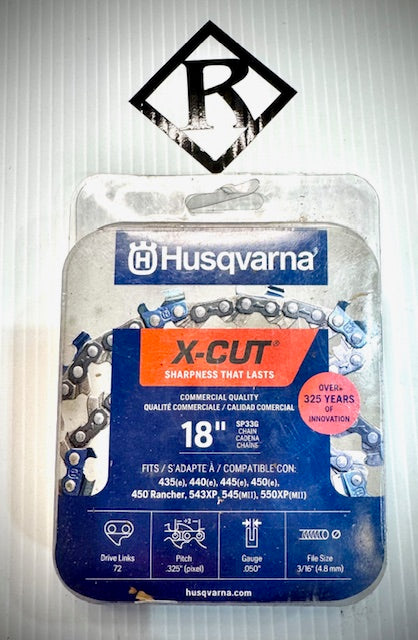 R
H Husqvarna®
X-CUT®
SHARPNESS THAT LASTS
OVER
325 YEARS
OF
INNOVATION
COMMERCIAL QUALITY
QUALITÉ COMMERCIALE / CALIDAD COMERCIAL
18" SP33G
CHAIN
CADENA
CHAÎNE
FITS / S'ADAPTE À / COMPATIBLE CON:
435(e), 440(e), 445(e), 450(e),
450 Rancher, 543XP, 545(MII), 550XP(MII)
Drive Links
72
Pitch
.325" (pixel)
Gauge
.050"
File Size
3/16" (4.8 mm)
husqvarna.com